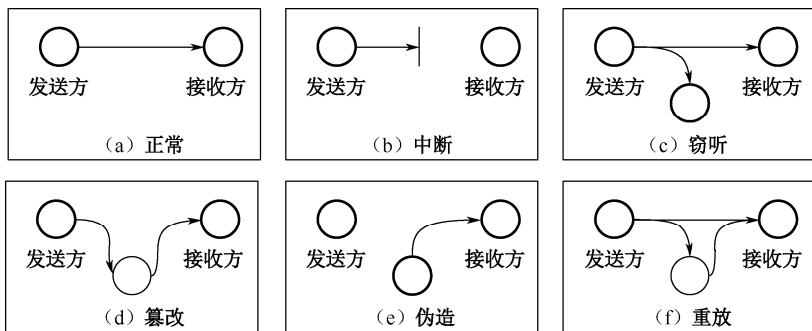 发送方 接收方
(a) 正常
发送方 接收方
(b) 中断
发送方 接收方
(c) 窃听
发送方 接收方
(d) 篡改
发送方 接收方
(e) 伪造
发送方 接收方
(f) 重放